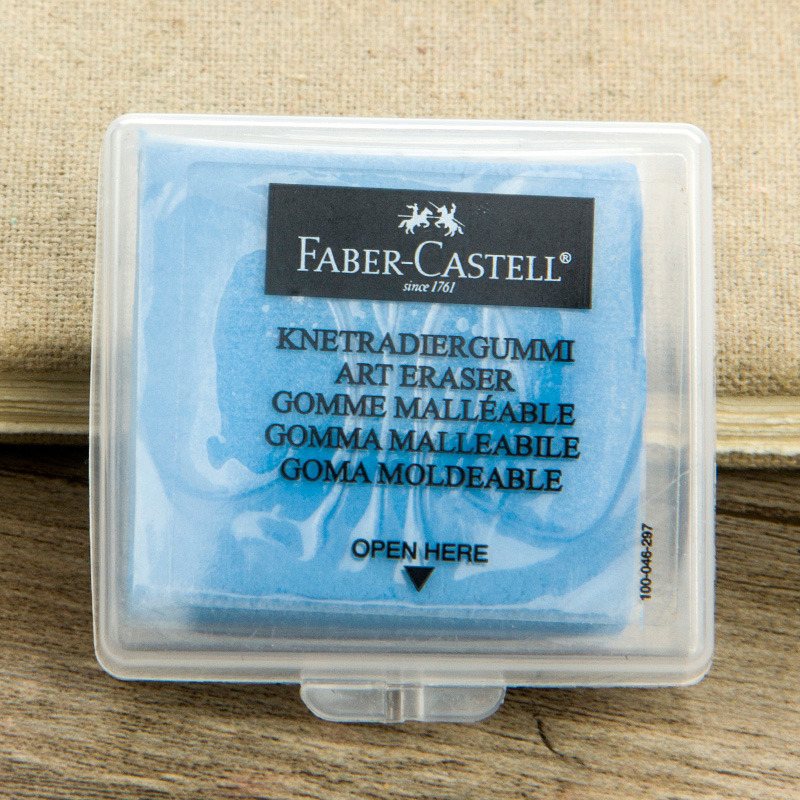 FABER-CASTELL®
since 1761
KNETRADIERGUMMI
ART ERASER
GOMME MALLÉABLE
GOMMA MALLEABILE
GOMA MOLDEABLE
OPEN HERE
100-046-297